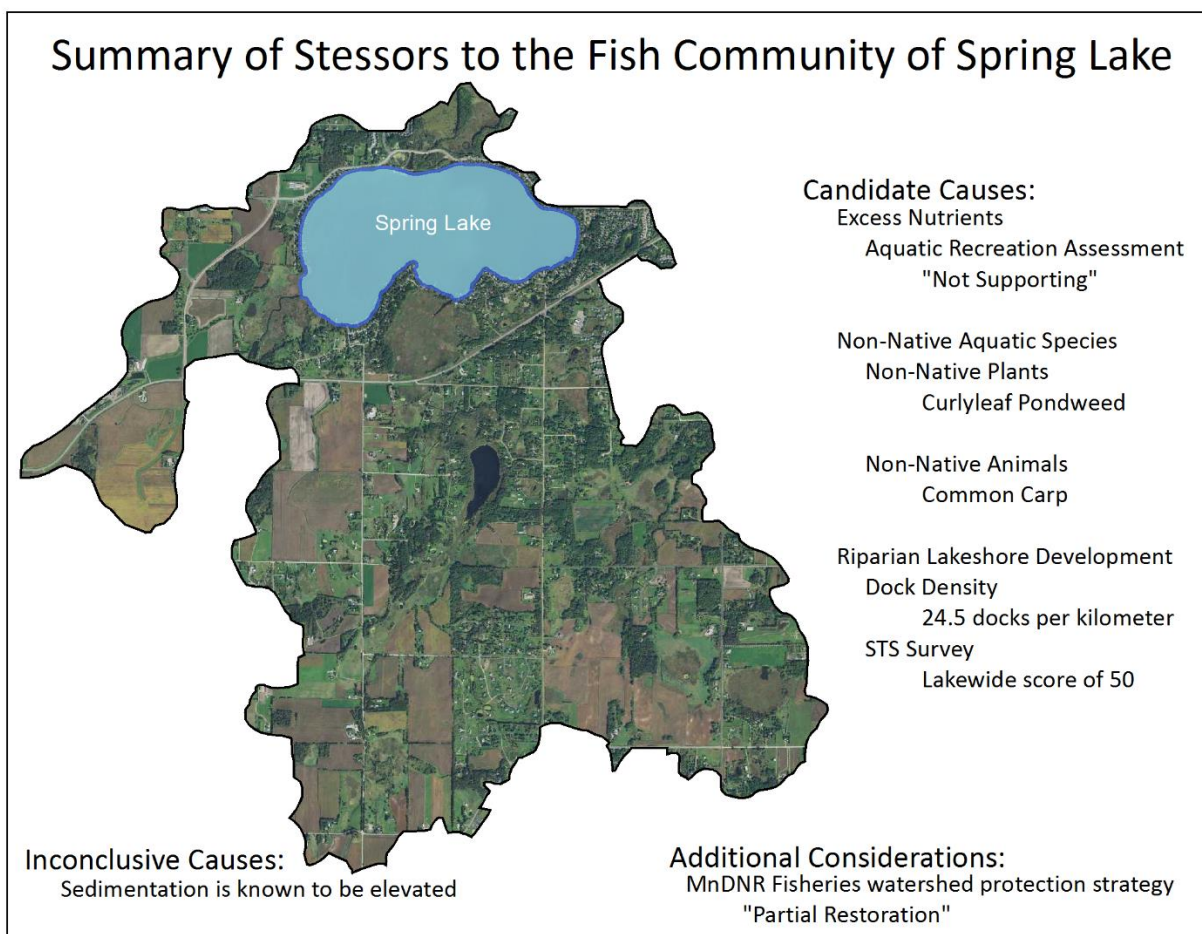 Summary of Stessors to the Fish Community of Spring Lake
Spring Lake
Candidate Causes:
Excess Nutrients
Aquatic Recreation Assessment
"Not Supporting"
Non-Native Aquatic Species
Non-Native Plants
Curlyleaf Pondweed
Non-Native Animals
Common Carp
Riparian Lakeshore Development
Dock Density
24.5 docks per kilometer
STS Survey
Lakewide score of 50
Inconclusive Causes:
Sedimentation is known to be elevated
Additional Considerations:
MnDNR Fisheries watershed protection strategy
"Partial Restoration"